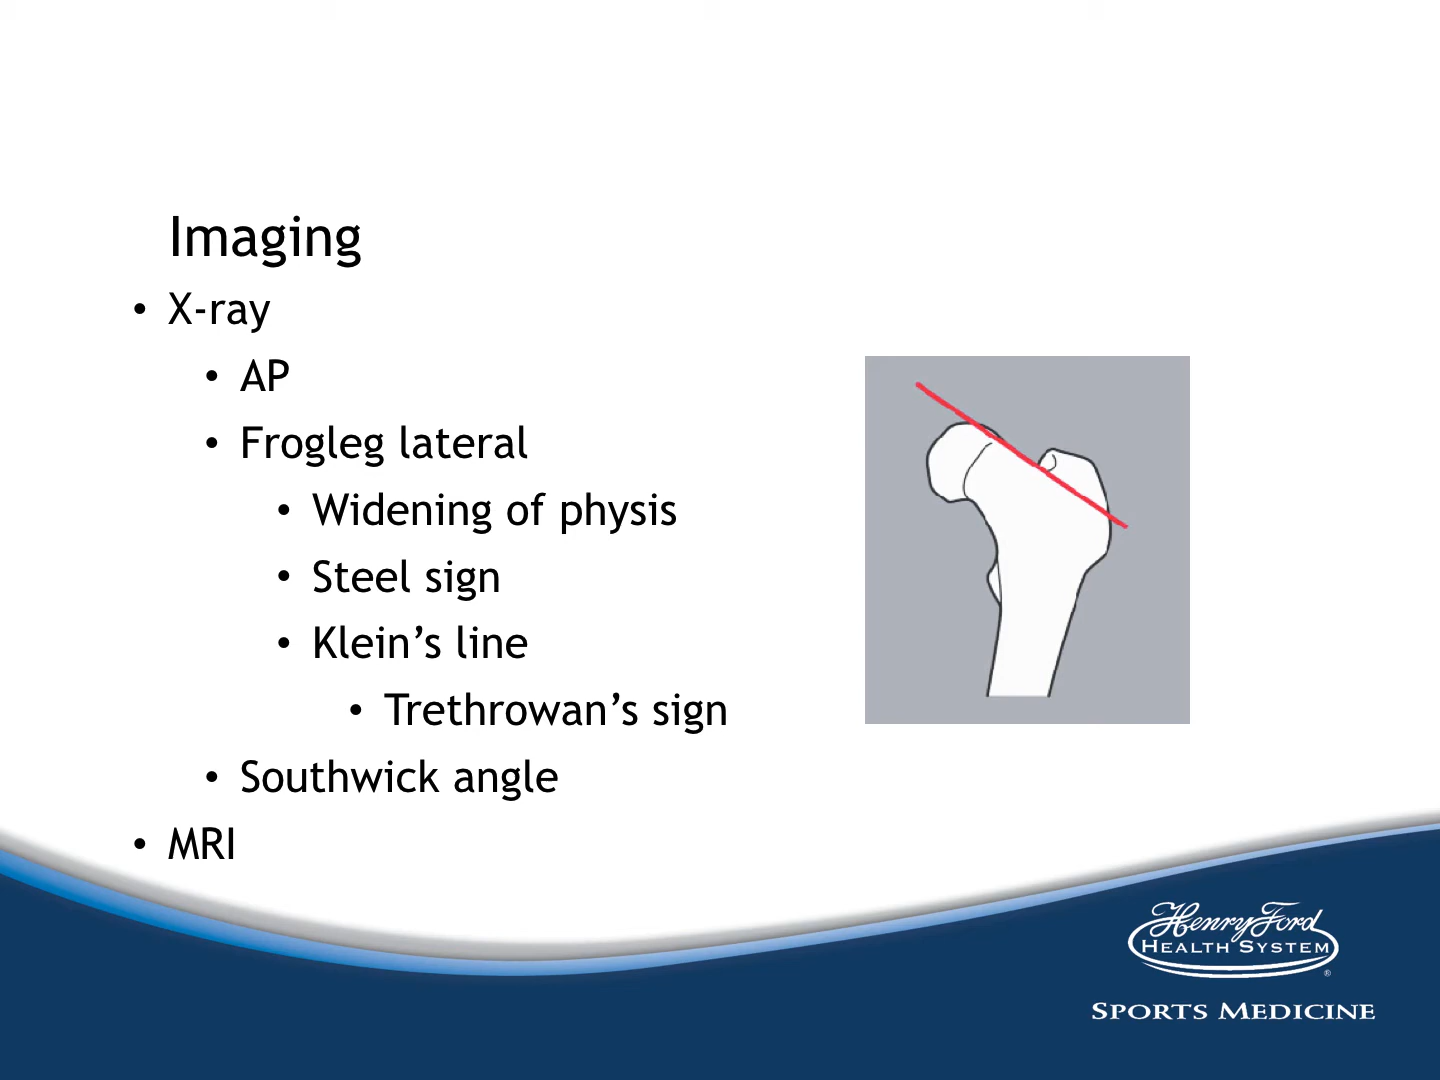 Imaging
• X-ray
• AP
• Frogleg lateral
• Widening of physis
• Steel sign
• Klein’s line
• Trethrowan’s sign
• Southwick angle
• MRI
Henry Ford
HEALTH SYSTEM
®
SPORTS MEDICINE